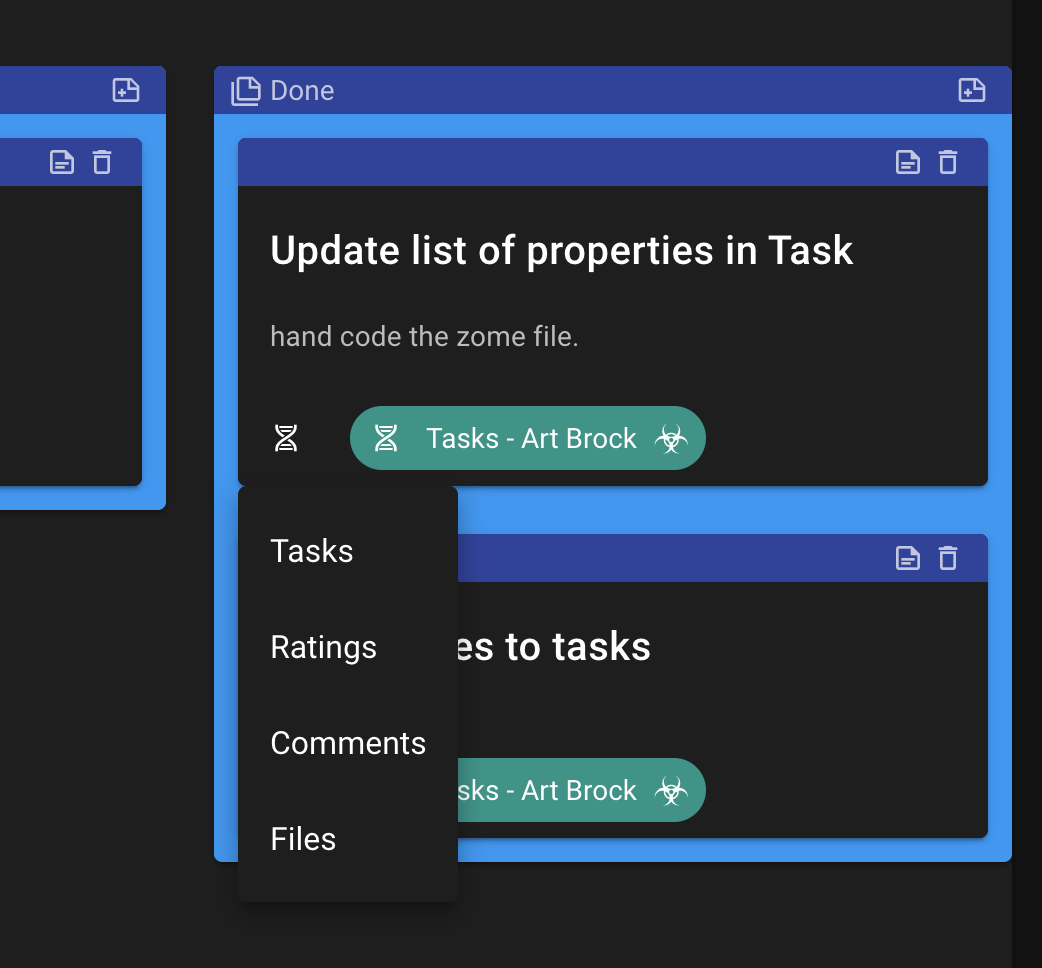 Done
Update list of properties in Task
hand code the zome file.
Tasks - Art Brock
Tasks
Ratings
es to tasks
Comments
sks - Art Brock
Files